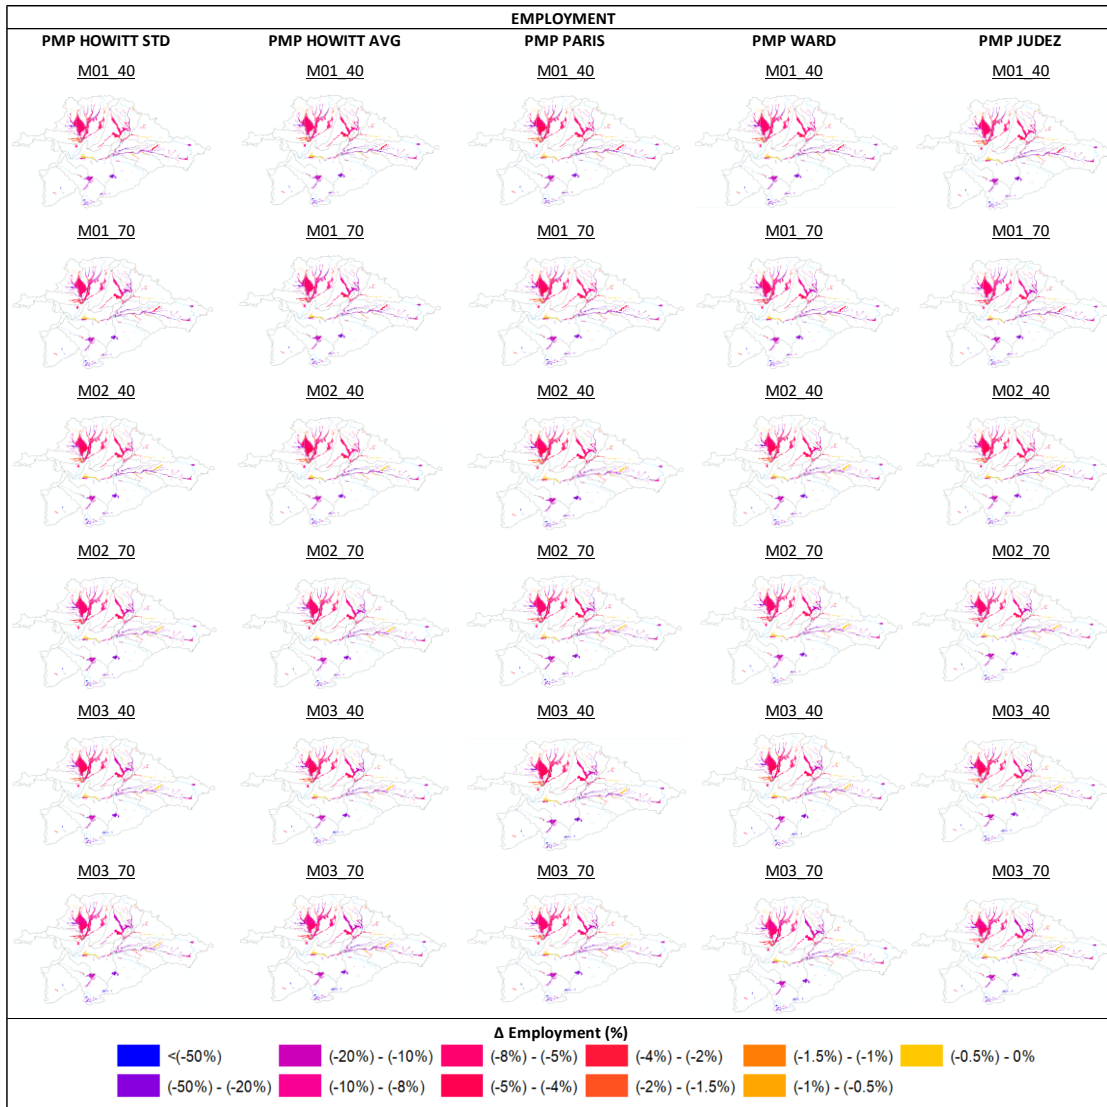 EMPLOYMENT
PMP HOWITT STD PMP HOWITT AVG PMP PARIS PMP WARD PMP JUDEZ
M01_40 M01_40 M01_40 M01_40 M01_40
M01_70 M01_70 M01_70 M01_70 M01_70
M02_40 M02_40 M02_40 M02_40 M02_40
M02_70 M02_70 M02_70 M02_70 M02_70
M03_40 M03_40 M03_40 M03_40 M03_40
M03_70 M03_70 M03_70 M03_70 M03_70
Δ Employment (%)
<(-50%) (-20%) - (-10%) (-8%) - (-5%) (-4%) - (-2%) (-1.5%) - (-1%) (-0.5%) - 0%
(-50%) - (-20%) (-10%) - (-8%) (-5%) - (-4%) (-2%) - (-1.5%) (-1%) - (-0.5%)